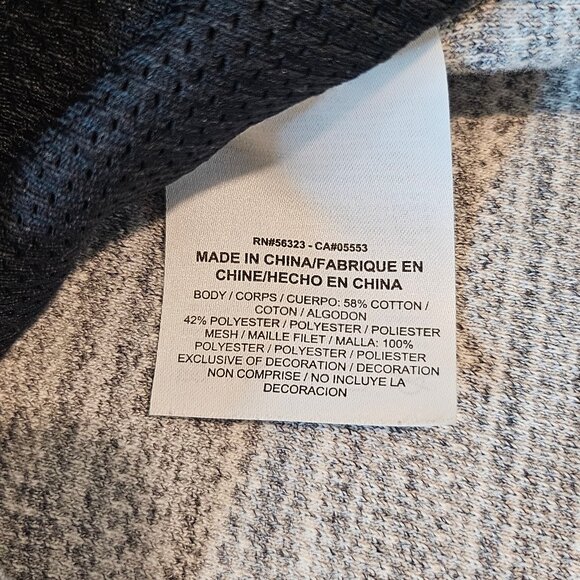 RN#56323 - CA#05553
MADE IN CHINA/FABRIQUE EN
CHINE/HECHO EN CHINA
BODY / CORPS / CUERPO: 58% COTTON /
COTON / ALGODON
42% POLYESTER / POLYESTER / POLIESTER
MESH / MAILLE FILET / MALLA: 100%
POLYESTER / POLYESTER / POLIESTER
EXCLUSIVE OF DECORATION / DECORATION
NON COMPRISE / NO INCLUYE LA
DECORACION